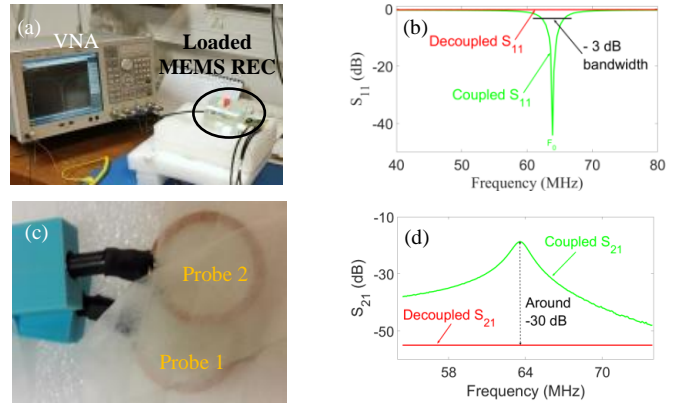 (a)
VNA
Loaded
MEMS REC
(b)
0
-20
-40
S11 (dB)
Decoupled S11
- 3 dB
bandwidth
Coupled S11
F0
40
60
80
Frequency (MHz)
(c)
Probe 2
Probe 1
(d)
-10
-30
-50
S21 (dB)
Coupled S21
Decoupled S21
Around
-30 dB
58
64
70
Frequency (MHz)